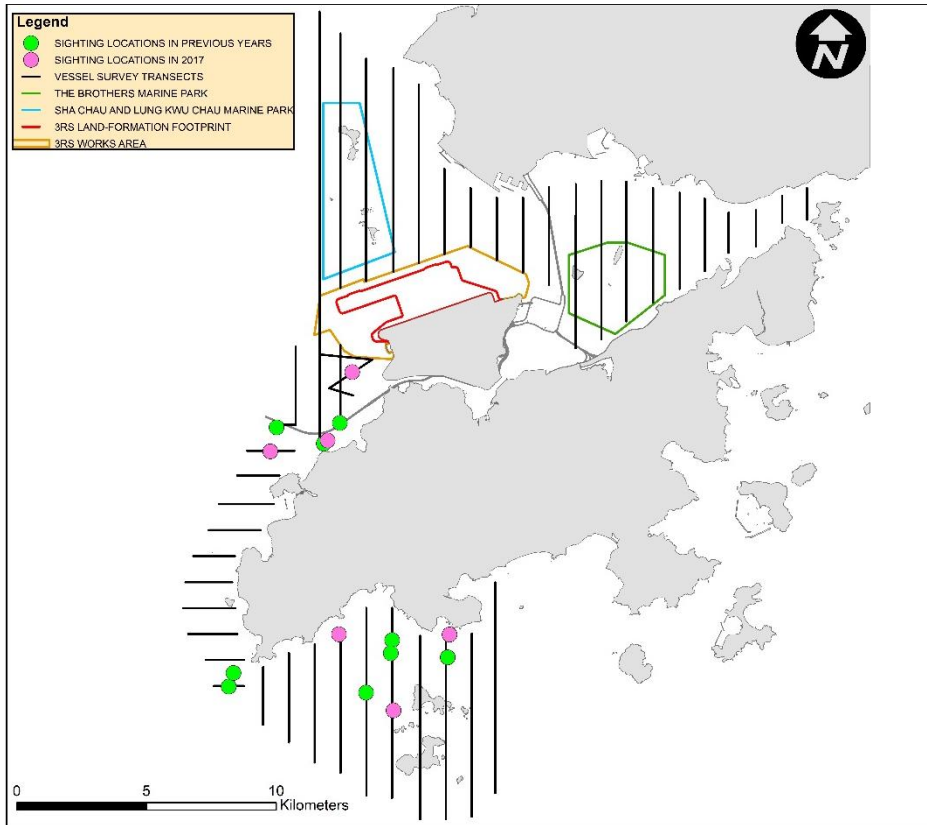 Legend
SIGHTING LOCATIONS IN PREVIOUS YEARS
SIGHTING LOCATIONS IN 2017
VESSEL SURVEY TRANSECTS
THE BROTHERS MARINE PARK
SHA CHAU AND LUNG KWU CHAU MARINE PARK
3RS LAND-FORMATION FOOTPRINT
3RS WORKS AREA
N
0 5 10
Kilometers